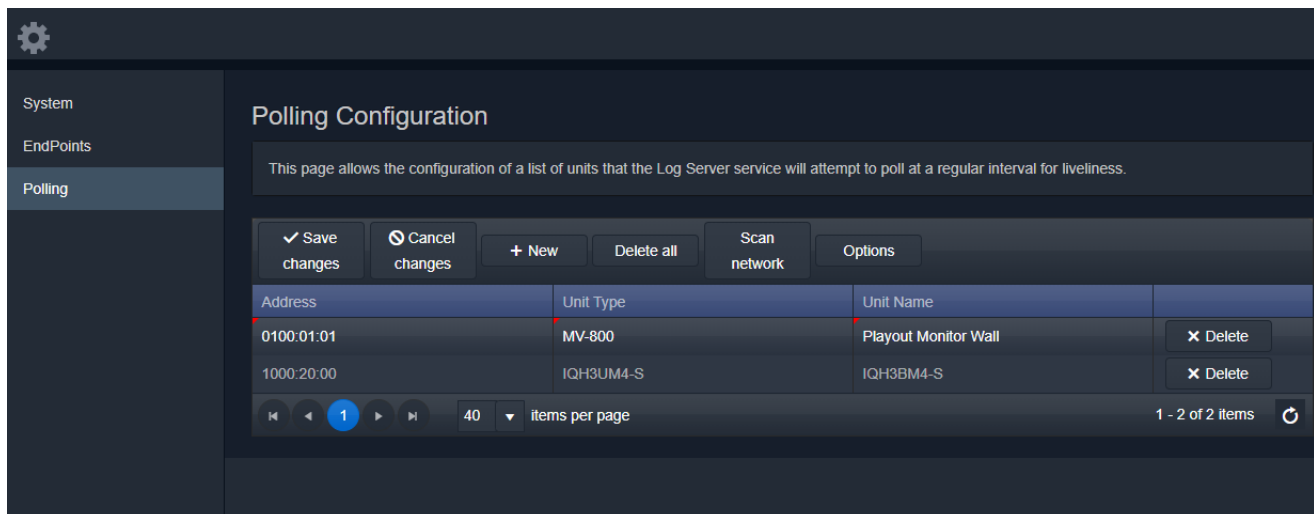 System
EndPoints
Polling
Polling Configuration
This page allows the configuration of a list of units that the Log Server service will attempt to poll at a regular interval for liveliness.
Save changes
Cancel changes
+ New
Delete all
Scan network
Options
Address Unit Type Unit Name
0100:01:01 MV-800 Playout Monitor Wall × Delete
1000:20:00 IQH3UM4-S IQH3BM4-S × Delete
1 40 items per page 1 - 2 of 2 items